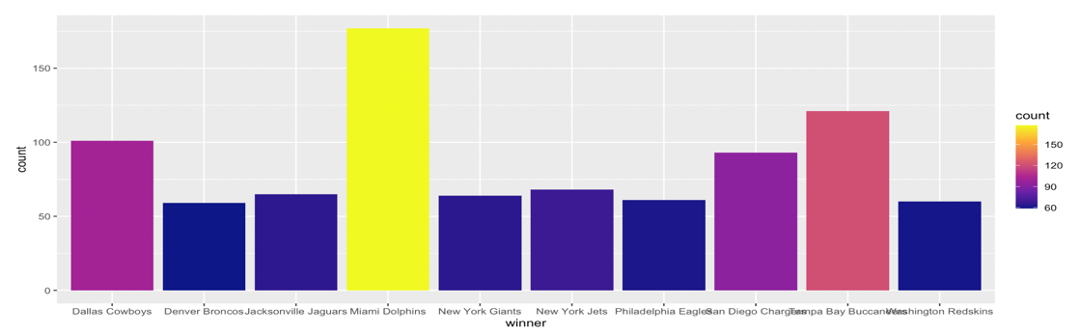 150
100
50
0
count
Dallas Cowboys Denver Broncos Jacksonville Jaguars Miami Dolphins New York Giants New York Jets Philadelphia Eagles San Diego Chargers Tampa Bay Buccaneers Washington Redskins
winner
count
150
120
90
60